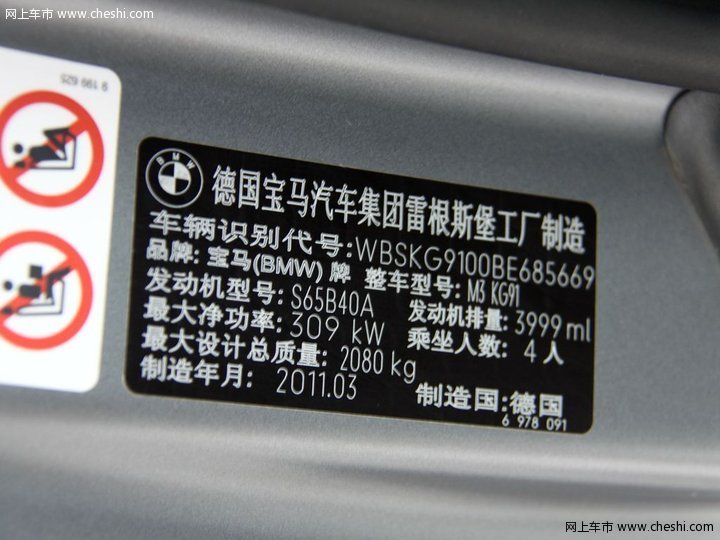 网上车市 www.cheshi.com
9 199 625
BMW
德国宝马汽车集团雷根斯堡工厂制造
车辆识别代号:WBSKG9100BE685669
品牌: 宝马(BMW) 牌 整车型号: M3 KG91
发动机型号: S65B40A 发动机排量: 3999 ml
最大净功率: 309 kW 乘坐人数: 4 人
最大设计总质量: 2080 kg
制造年月: 2011.03 制造国:德国
6 978 091
网上车市 www.cheshi.com